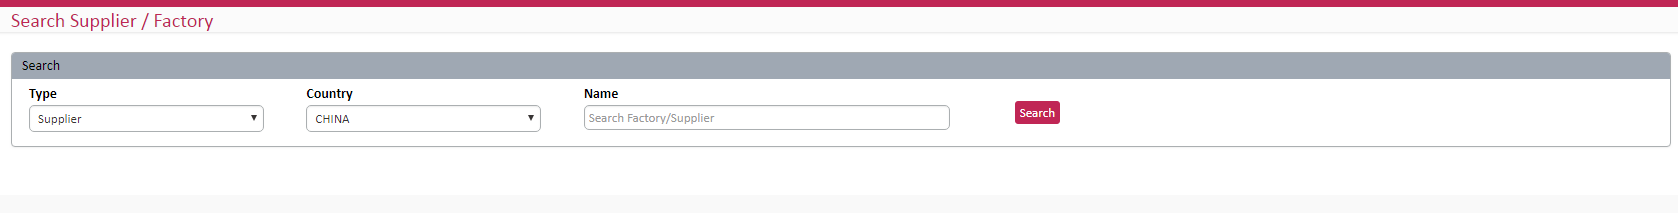 Search Supplier / Factory
Search
Type Country Name
Supplier CHINA Search Factory/Supplier Search